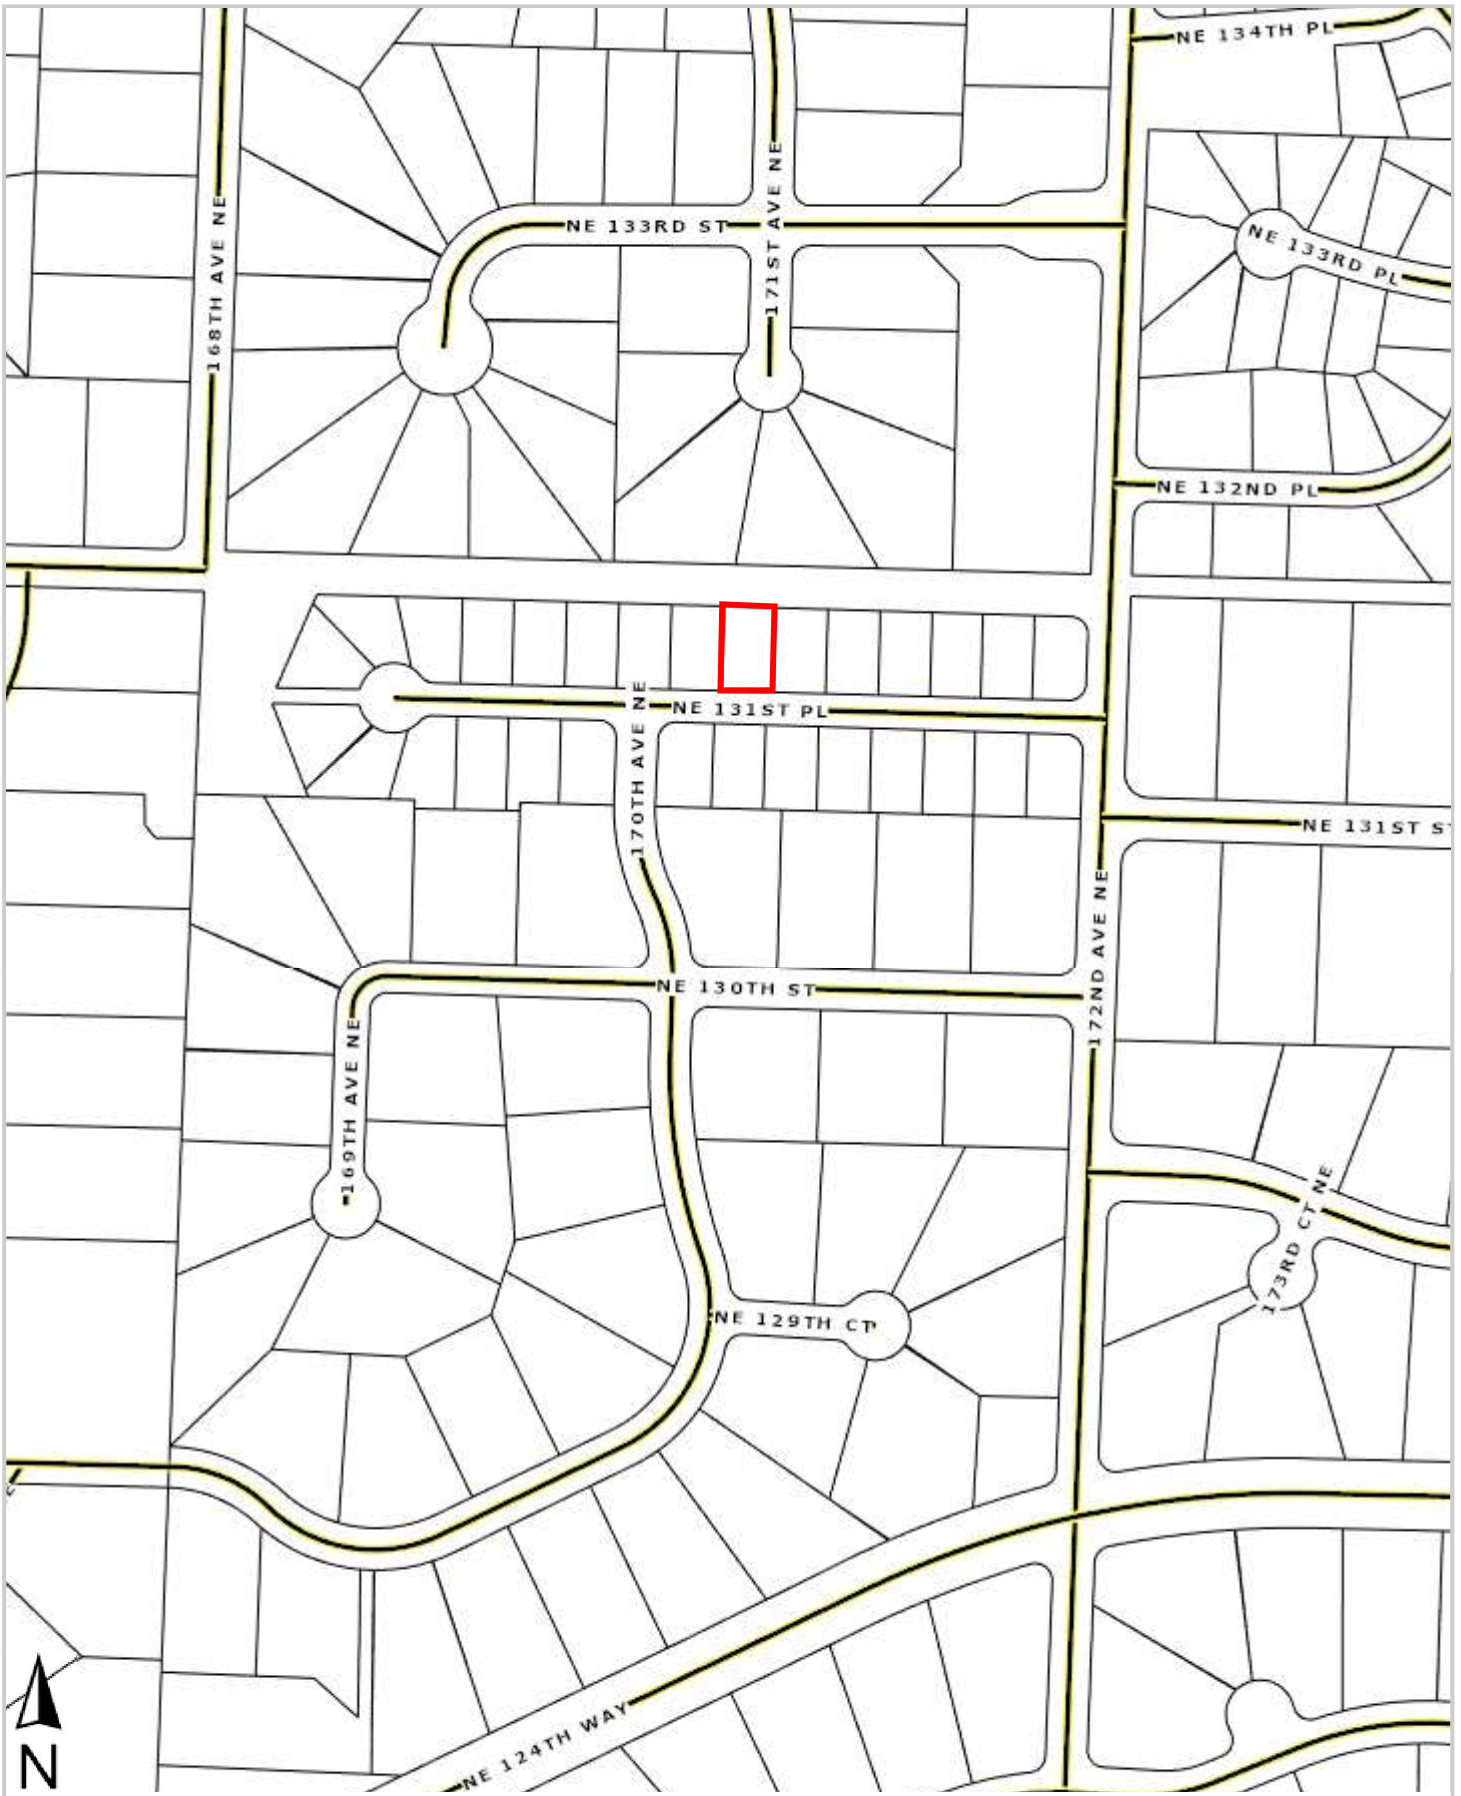 NE 134TH PL
168TH AVE NE
171ST AVE NE
NE 133RD ST
NE 133RD PL
NE 132ND PL
170TH AVE NE
NE 131ST PL
NE 131ST S
172ND AVE NE
NE 130TH ST
169TH AVE NE
173RD CT NE
NE 129TH CT
NE 124TH WAY
N